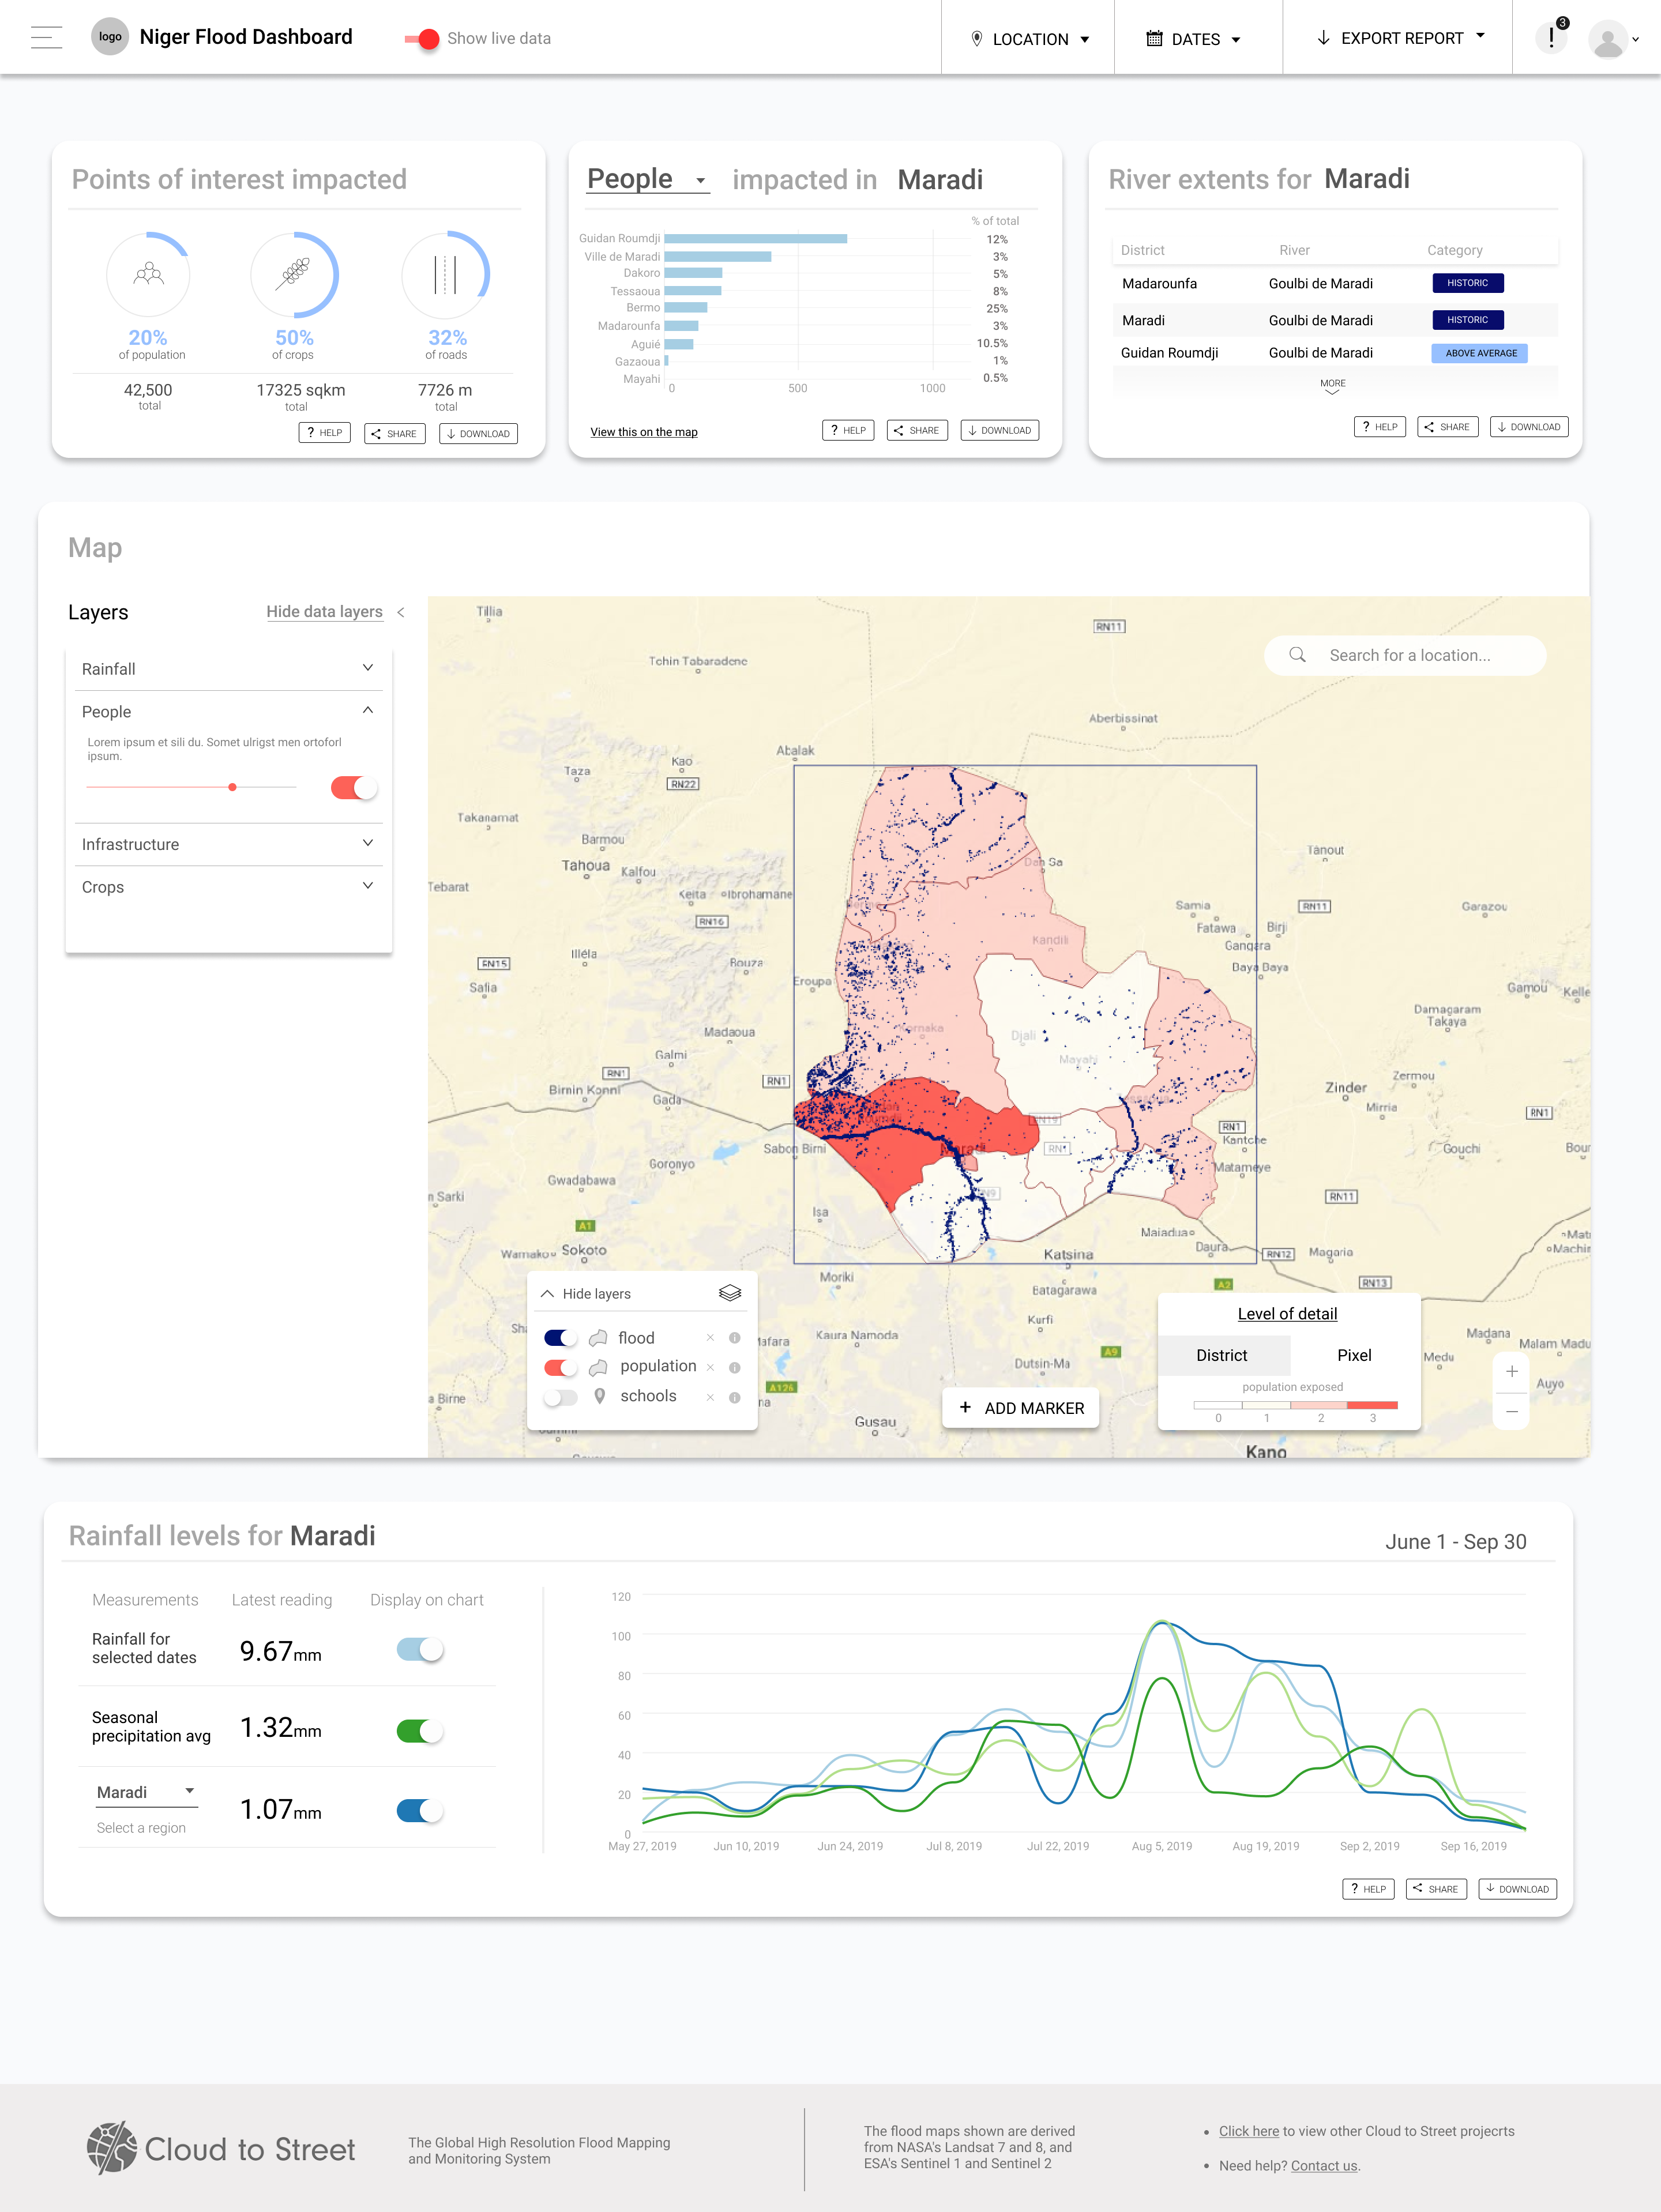 logo
Niger Flood Dashboard
Show live data
LOCATION
DATES
EXPORT REPORT
!
3
Points of interest impacted
20%
of population
50%
of crops
32%
of roads
42,500
total
17325 sqkm
total
7726 m
total
? HELP
SHARE
DOWNLOAD
People impacted in Maradi
% of total
Guidan Roumdji 12%
Ville de Maradi 3%
Dakoro 5%
Tessaoua 8%
Bermo 25%
Madarounfa 3%
Aguié 10.5%
Gazaoua 1%
Mayahi 0.5%
0 500 1000
View this on the map
? HELP
SHARE
DOWNLOAD
River extents for Maradi
District River Category
Madarounfa Goulbi de Maradi HISTORIC
Maradi Goulbi de Maradi HISTORIC
Guidan Roumdji Goulbi de Maradi ABOVE AVERAGE
MORE
? HELP
SHARE
DOWNLOAD
Map
Layers
Hide data layers <
Rainfall
People
Lorem ipsum et sili du. Somet ulrigst men ortoforl
ipsum.
Infrastructure
Crops
Search for a location...
Tillia
RN11
Tchin Tabaradene
Aberbissinat
Abalak
Kao
Taza
RN22
Takanamat
Barmou
Tahoua
Kalfou
Tanout
Dan Sa
Tebarat
Keita
Ibrohamane
RN16
Samia
RN11
Garazou
Fatawa
Birji
Gangara
Kandili
Illéla
RN15
Bouza
Baya Baya
Safia
Eroupa
Gamou
Kelle
Damagaram
Takaya
Madaoua
Kornaka
Djali
Mayahi
Galmi
RN1
RN1
Birnin Konni
Gada
Zermou
Zinder
Mirria
RN1
RN19
RN1
Kantche
Sabon Birni
Maradi
RN1
Gouchi
Bour
Goronyo
Matameye
Gwadabawa
n Sarki
RN9
RN11
Isa
A1
Maiadua
Wamako
Sokoto
Daura
Katsina
RN12
Magaria
Mat
Machin
Moriki
Batagarawa
A2
RN13
Kurfi
Kaura Namoda
Madana
Malam Madu
A9
Dutsin-Ma
Medu
A126
a Birne
Auyo
Gusau
Kano
Hide layers
flood
population
schools
+ ADD MARKER
Level of detail
District Pixel
population exposed
0 1 2 3
+
−
Rainfall levels for Maradi
June 1 - Sep 30
Measurements Latest reading Display on chart
Rainfall for
selected dates
9.67mm
Seasonal
precipitation avg
1.32mm
Maradi
Select a region
1.07mm
120
100
80
60
40
20
0
May 27, 2019 Jun 10, 2019 Jun 24, 2019 Jul 8, 2019 Jul 22, 2019 Aug 5, 2019 Aug 19, 2019 Sep 2, 2019 Sep 16, 2019
? HELP
SHARE
DOWNLOAD
Cloud to Street
The Global High Resolution Flood Mapping
and Monitoring System
The flood maps shown are derived
from NASA's Landsat 7 and 8, and
ESA's Sentinel 1 and Sentinel 2
• Click here to view other Cloud to Street projecrts
• Need help? Contact us.